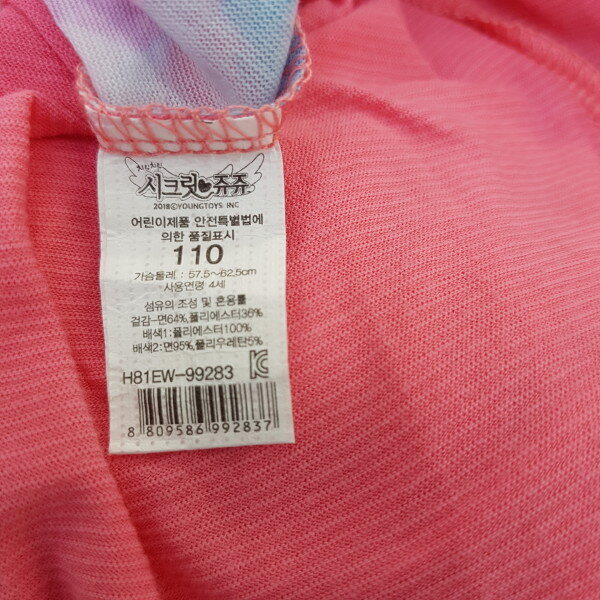 치링치링
시크릿♥쥬쥬
2018©YOUNGTOYS INC
어린이제품 안전특별법에
의한 품질표시
110
가슴둘레 : 57.5~62.5cm
사용연령 4세
섬유의 조성 및 혼용률
겉감-면64%,폴리에스터36%
배색1:폴리에스터100%
배색2:면95%,폴리우레탄5%
H81EW-99283
8 809586 992837